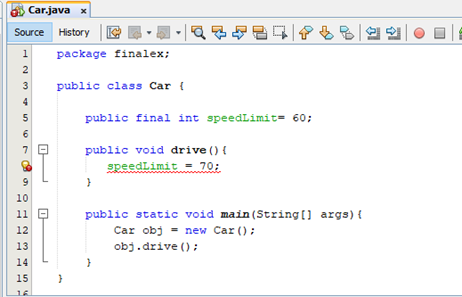 Car.java
Source History
1 package finalex;
2
3 public class Car {
4
5 public final int speedLimit= 60;
6
7 public void drive(){
speedLimit = 70;
9 }
10
11 public static void main(String[] args){
12 Car obj = new Car();
13 obj.drive();
14 }
15 }